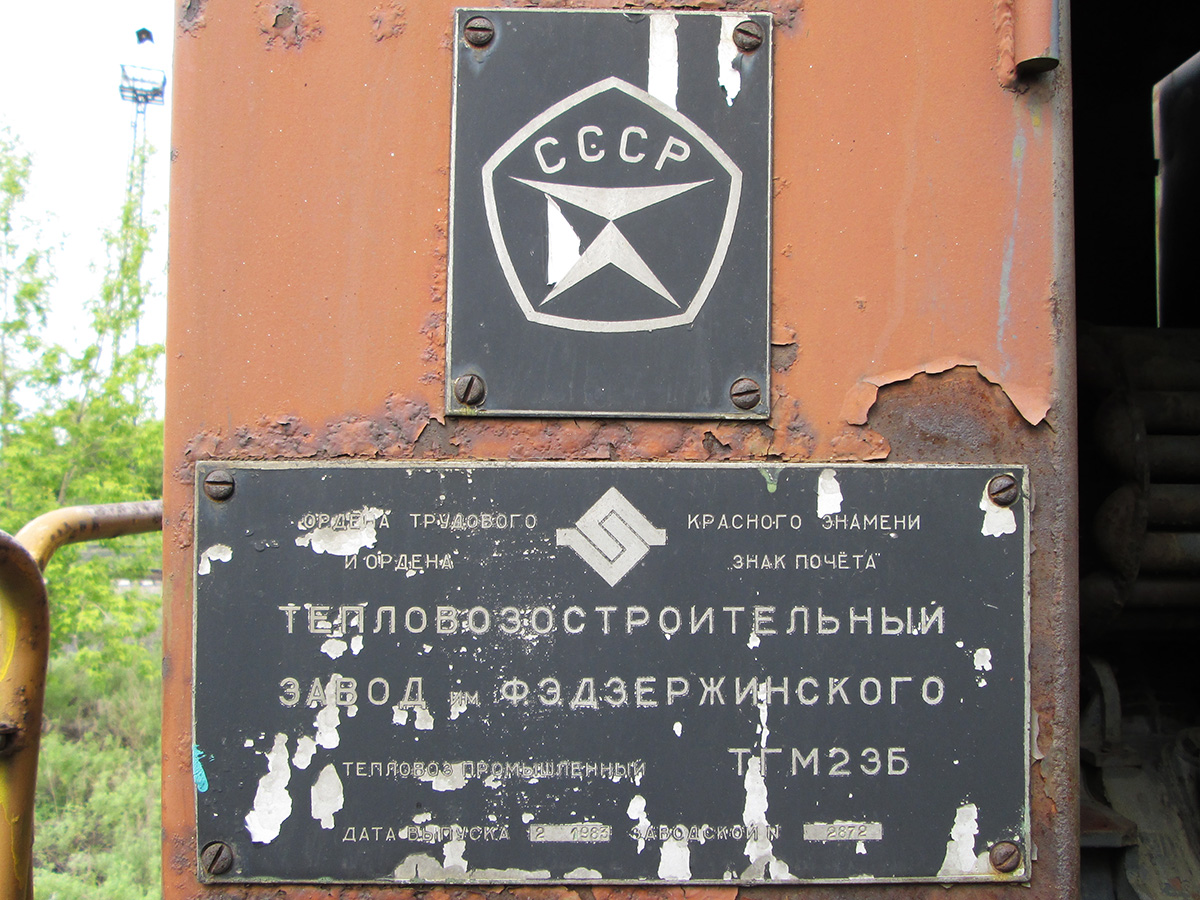 СССР
ОРДЕНА ТРУДОВОГО КРАСНОГО ЗНАМЕНИ
И ОРДЕНА ЗНАК ПОЧЁТА
ТЕПЛОВОЗОСТРОИТЕЛЬНЫЙ
ЗАВОД им ФЭДЗЕРЖИНСКОГО
ТЕПЛОВОЗ ПРОМЫШЛЕННЫЙ ТГМ23Б
ДАТА ВЫПУСКА 2 1983 ЗАВОДСКОЙ N 2872